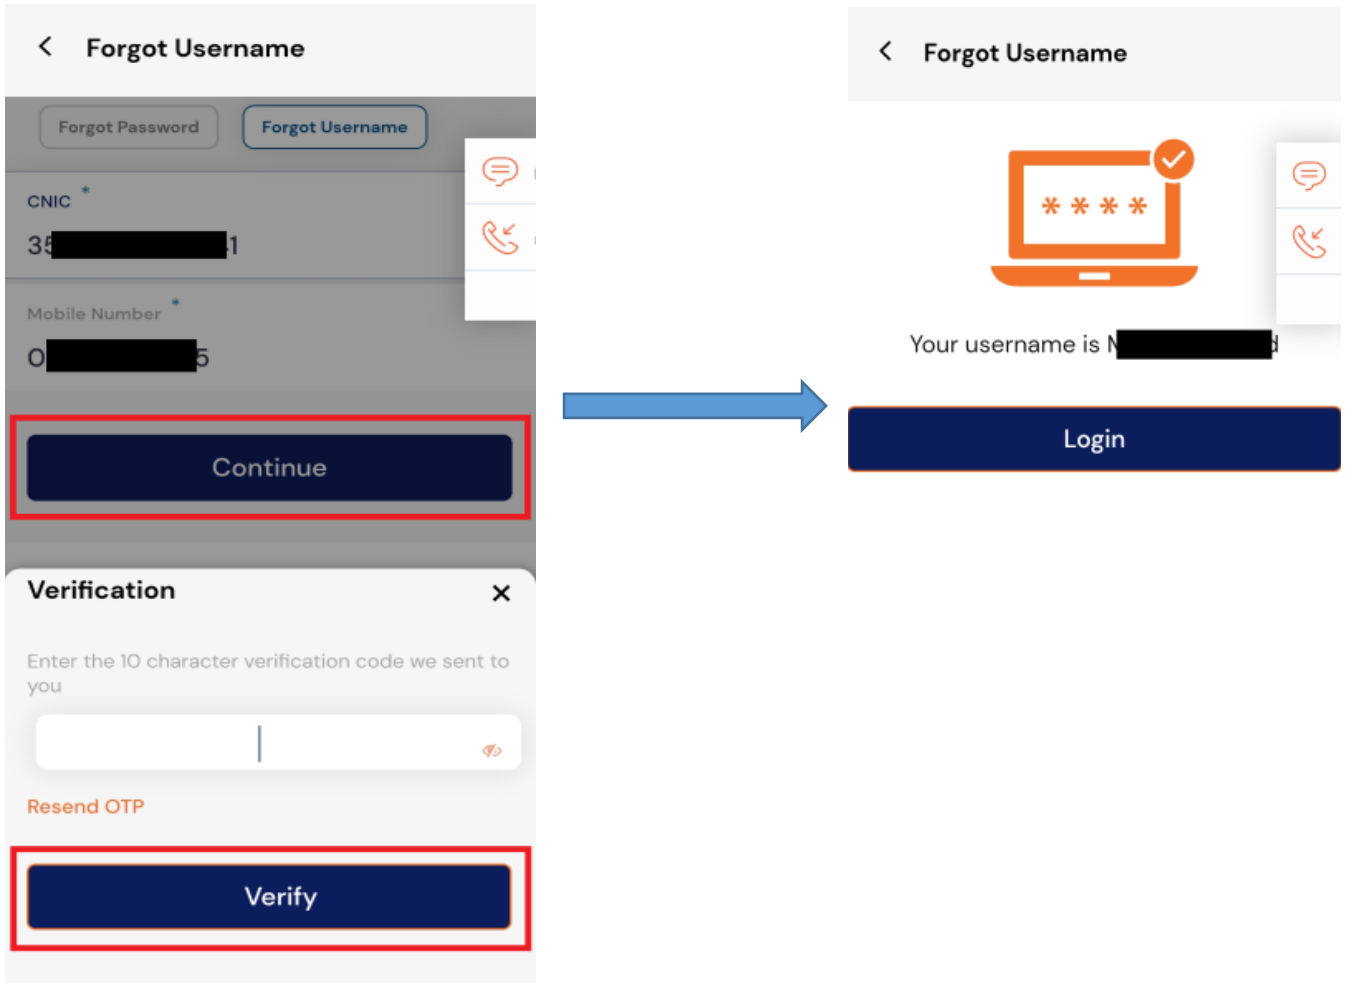 Forgot Username
Forgot Password
Forgot Username
CNIC *
35 1
Mobile Number *
0 5
Continue
Verification
Enter the 10 character verification code we sent to
you
Resend OTP
Verify
Forgot Username
* * * *
Your username is M d
Login